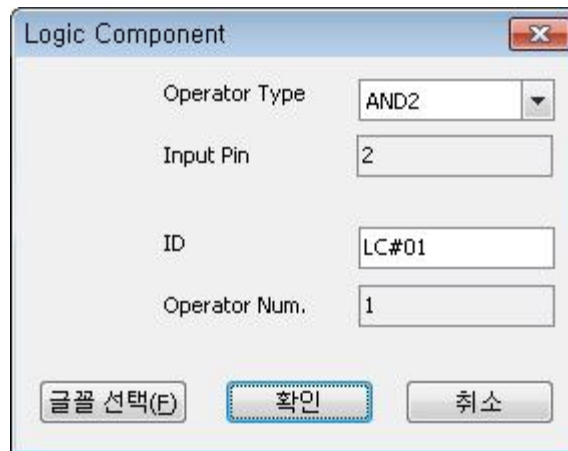 Logic Component
Operator Type AND2
Input Pin 2
ID LC#01
Operator Num. 1
글꼴 선택(F) 확인 취소